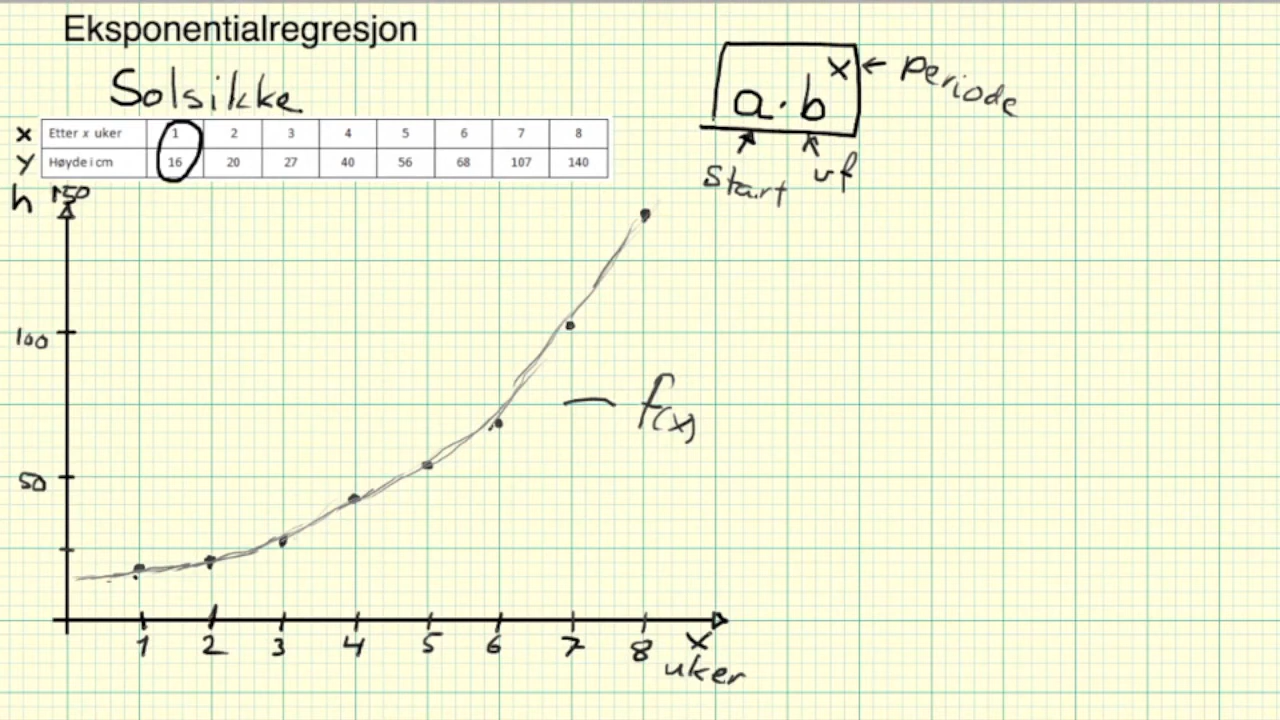 Eksponentialregresjon
Solsikke
x Etter x uker 1 2 3 4 5 6 7 8
y Høyde i cm 16 20 27 40 56 68 107 140
a · b^x ← Periode
start vf
h
150
100
50
f(x)
1 2 3 4 5 6 7 8 x
uker